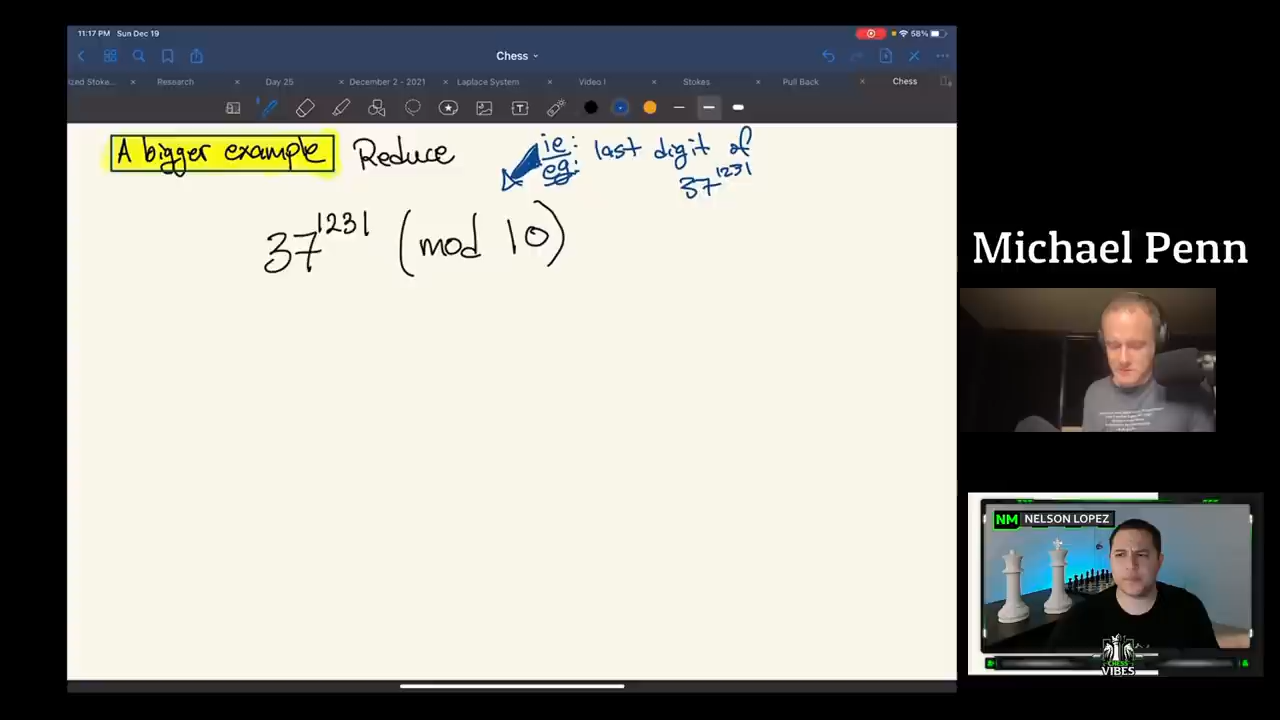 11:17 PM Sun Dec 19
58%
Chess
ized Stoke...
Research
Day 25
December 2 - 2021
Laplace System
Video I
Stokes
Pull Back
Chess
A bigger example Reduce
ie: last digit of
eg: 37^1231
37^1231 (mod 10)
Michael Penn
NM NELSON LOPEZ
CHESS
VIBES